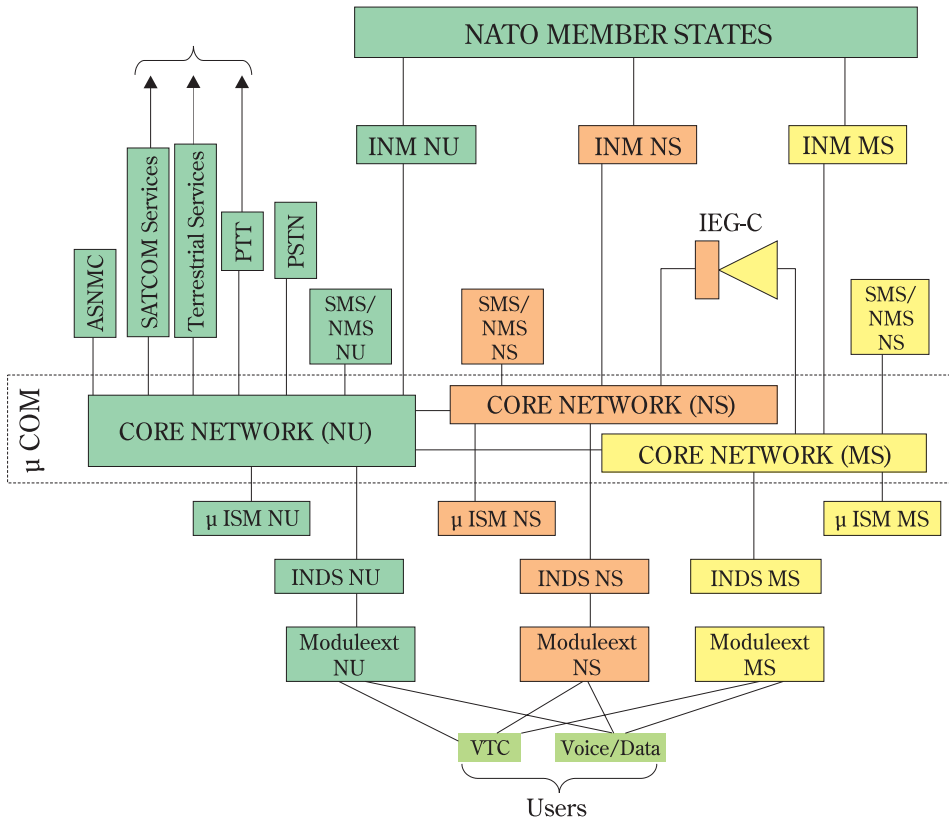 NATO MEMBER STATES
INM NU
INM NS
INM MS
ASNMC
SATCOM Services
Terrestrial Services
PTT
PSTN
IEG-C
SMS/
NMS
NU
SMS/
NMS
NS
SMS/
NMS
NS
µ COM
CORE NETWORK (NU)
CORE NETWORK (NS)
CORE NETWORK (MS)
µ ISM NU
µ ISM NS
µ ISM MS
INDS NU
INDS NS
INDS MS
Moduleext
NU
Moduleext
NS
Moduleext
MS
VTC
Voice/Data
Users